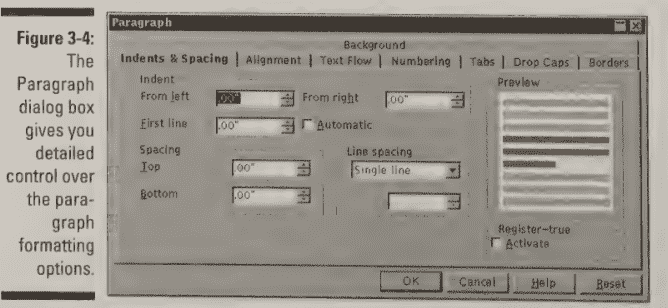 Figure 3-4:
The
Paragraph
dialog box
gives you
detailed
control over
the para-
graph
formatting
options.
Paragraph
Background
Indents & Spacing | Alignment | Text Flow | Numbering | Tabs | Drop Caps | Borders
Indent
From left .00" From right .00"
First line .00" Automatic
Spacing
Top .00"
Bottom .00"
Line spacing
Single line
Preview
Register-true
Activate
OK Cancel Help Reset